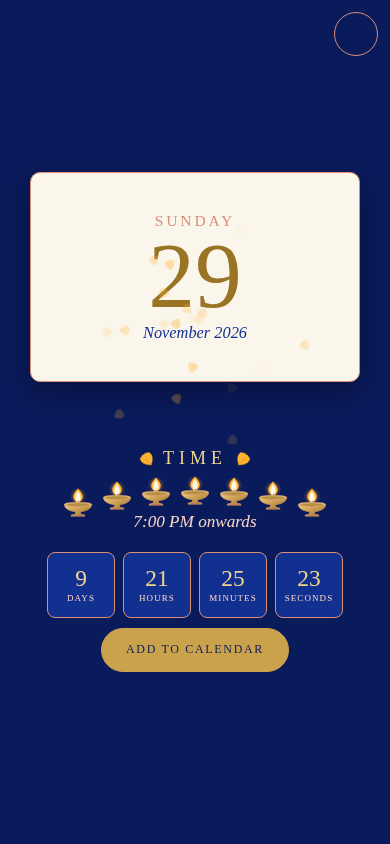 SUNDAY
29
November 2026
TIME
7:00 PM onwards
9 21 25 23
DAYS HOURS MINUTES SECONDS
ADD TO CALENDAR